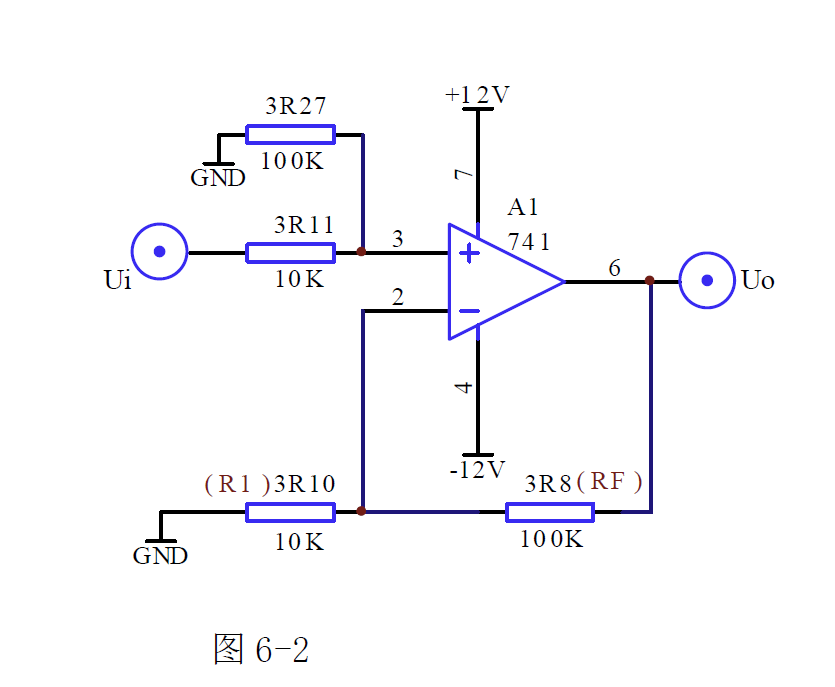 +12V
3R27
100K
GND
7
A1
741
3R11
3
10K
Ui
6
Uo
2
4
-12V
(R1)3R10
3R8(RF)
10K
100K
GND
图 6-2